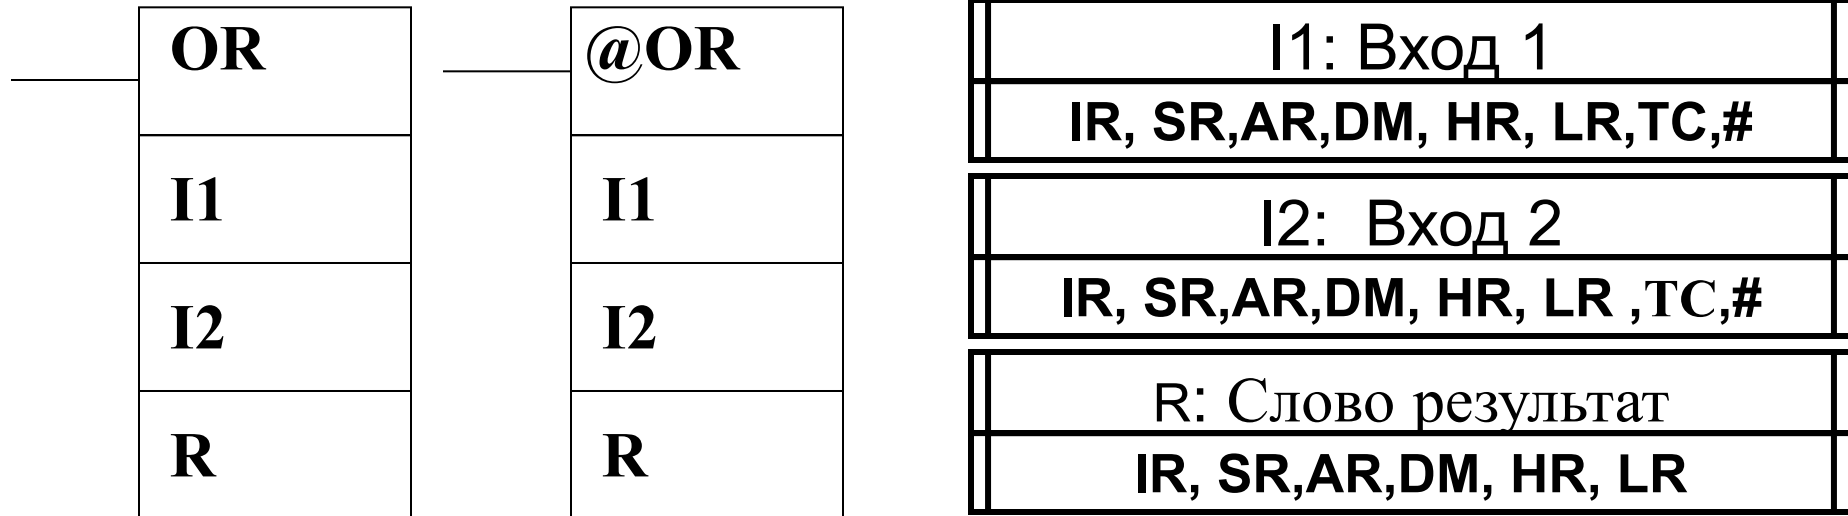 OR
I1
I2
R
@OR
I1
I2
R
I1: Вход 1
IR, SR,AR,DM, HR, LR,TC,#
I2: Вход 2
IR, SR,AR,DM, HR, LR ,TC,#
R: Слово результат
IR, SR,AR,DM, HR, LR